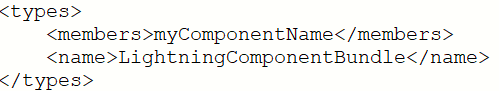 <types>
    <members>myComponentName</members>
    <name>LightningComponentBundle</name>
</types>